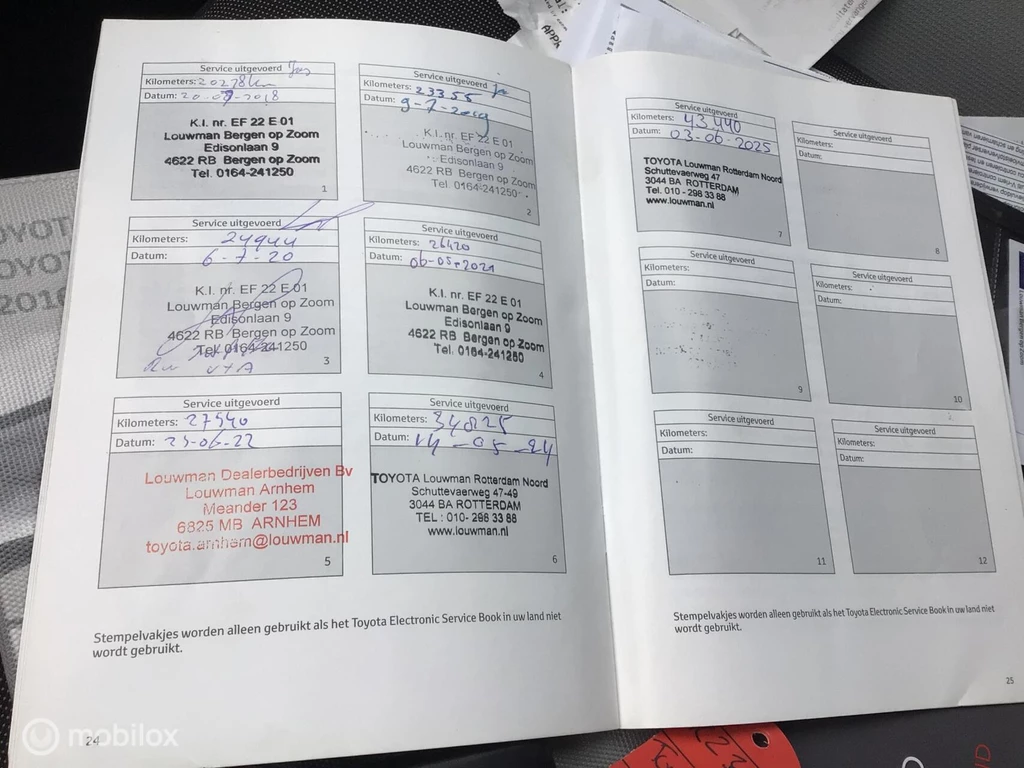 Service uitgevoerd
Kilometers: 20278km
Datum: 20-07-2018
K.I. nr. EF 22 E 01
Louwman Bergen op Zoom
Edisonlaan 9
4622 RB Bergen op Zoom
Tel. 0164-241250
1
Service uitgevoerd
Kilometers: 23355
Datum: 9-7-2019
K.I. nr. EF 22 E 01
Louwman Bergen op Zoom
Edisonlaan 9
4622 RB Bergen op Zoom
Tel. 0164-241250
2
Service uitgevoerd
Kilometers: 24944
Datum: 6-7-20
K.I. nr. EF 22 E 01
Louwman Bergen op Zoom
Edisonlaan 9
4622 RB Bergen op Zoom
Tel. 0164-241250
3
Service uitgevoerd
Kilometers: 26420
Datum: 06-05-2021
K.I. nr. EF 22 E 01
Louwman Bergen op Zoom
Edisonlaan 9
4622 RB Bergen op Zoom
Tel. 0164-241250
4
Service uitgevoerd
Kilometers: 27540
Datum: 23-06-22
Louwman Dealerbedrijven Bv
Louwman Arnhem
Meander 123
6825 MB ARNHEM
toyota.arnhem@louwman.nl
5
Service uitgevoerd
Kilometers: 34825
Datum: 14-05-24
TOYOTA Louwman Rotterdam Noord
Schuttevaerweg 47-49
3044 BA ROTTERDAM
TEL : 010- 298 33 88
www.louwman.nl
6
Stempelvakjes worden alleen gebruikt als het Toyota Electronic Service Book in uw land niet
wordt gebruikt.
24
Service uitgevoerd
Kilometers: 43.440
Datum: 03-06-2025
TOYOTA Louwman Rotterdam Noord
Schuttevaerweg 47
3044 BA ROTTERDAM
Tel. 010 - 298 33 88
www.louwman.nl
7
Service uitgevoerd
Kilometers:
Datum:
8
Service uitgevoerd
Kilometers:
Datum:
9
Service uitgevoerd
Kilometers:
Datum:
10
Service uitgevoerd
Kilometers:
Datum:
11
Service uitgevoerd
Kilometers:
Datum:
12
Stempelvakjes worden alleen gebruikt als het Toyota Electronic Service Book in uw land niet
wordt gebruikt.
25
mobilox